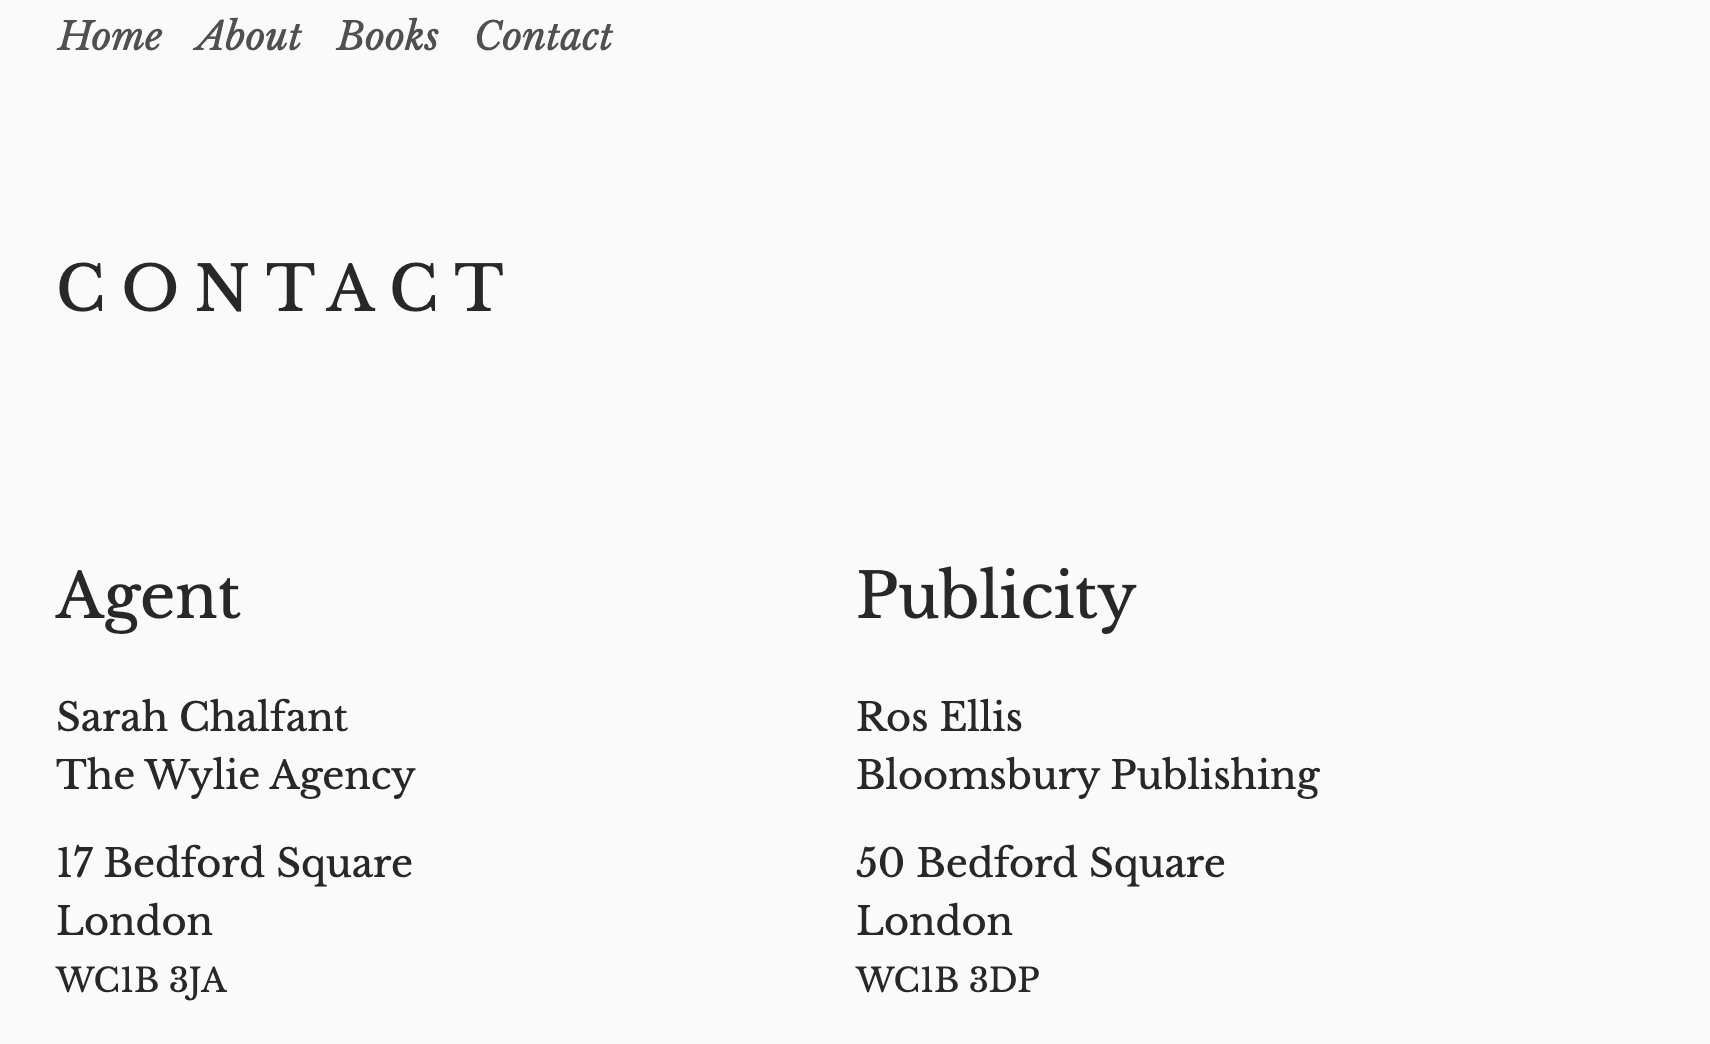 Home About Books Contact
CONTACT
Agent
Sarah Chalfant
The Wylie Agency
17 Bedford Square
London
WC1B 3JA
Publicity
Ros Ellis
Bloomsbury Publishing
50 Bedford Square
London
WC1B 3DP